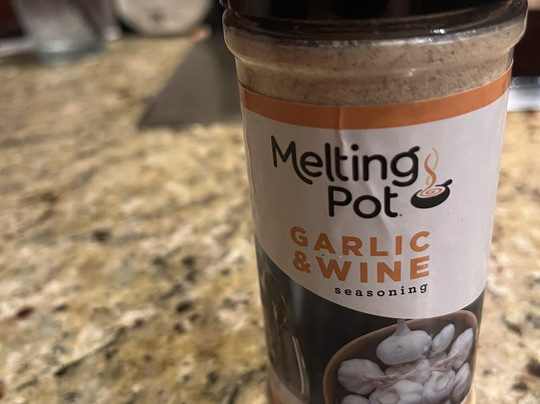 Melting
Pot
GARLIC
& WINE
seasoning